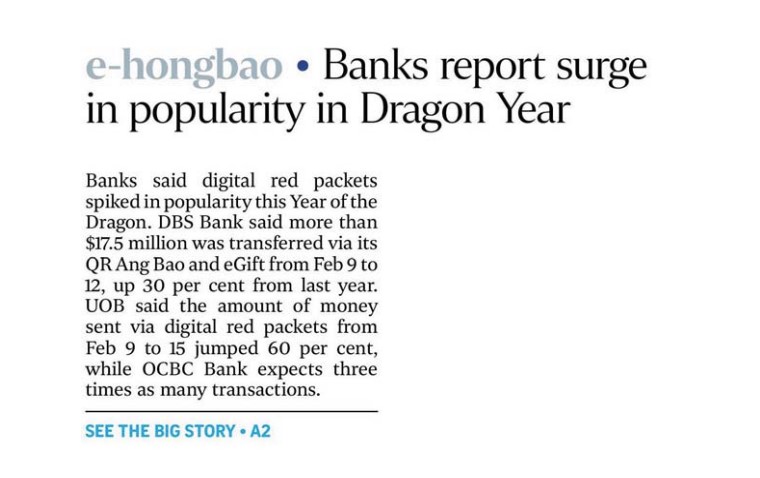 e-hongbao • Banks report surge
in popularity in Dragon Year
Banks said digital red packets
spiked in popularity this Year of the
Dragon. DBS Bank said more than
$17.5 million was transferred via its
QR Ang Bao and eGift from Feb 9 to
12, up 30 per cent from last year.
UOB said the amount of money
sent via digital red packets from
Feb 9 to 15 jumped 60 per cent,
while OCBC Bank expects three
times as many transactions.
SEE THE BIG STORY • A2